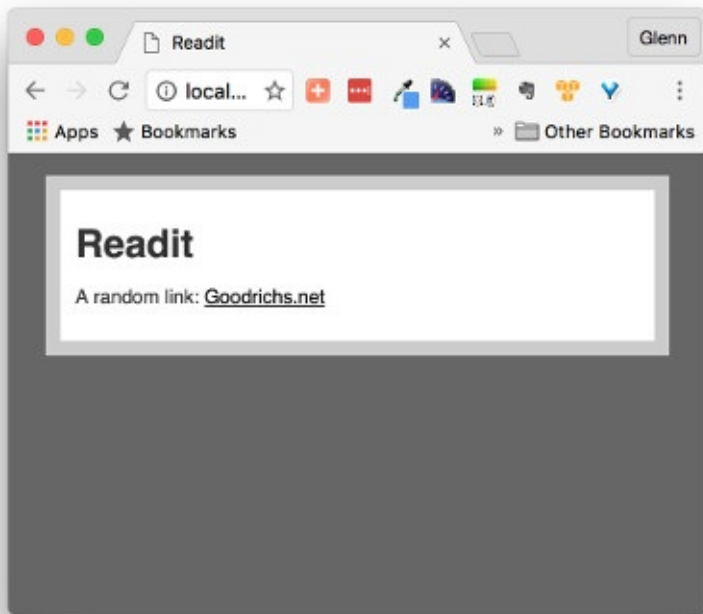 Readit
Glenn
local...
Apps
Bookmarks
» Other Bookmarks
Readit
A random link: Goodrichs.net